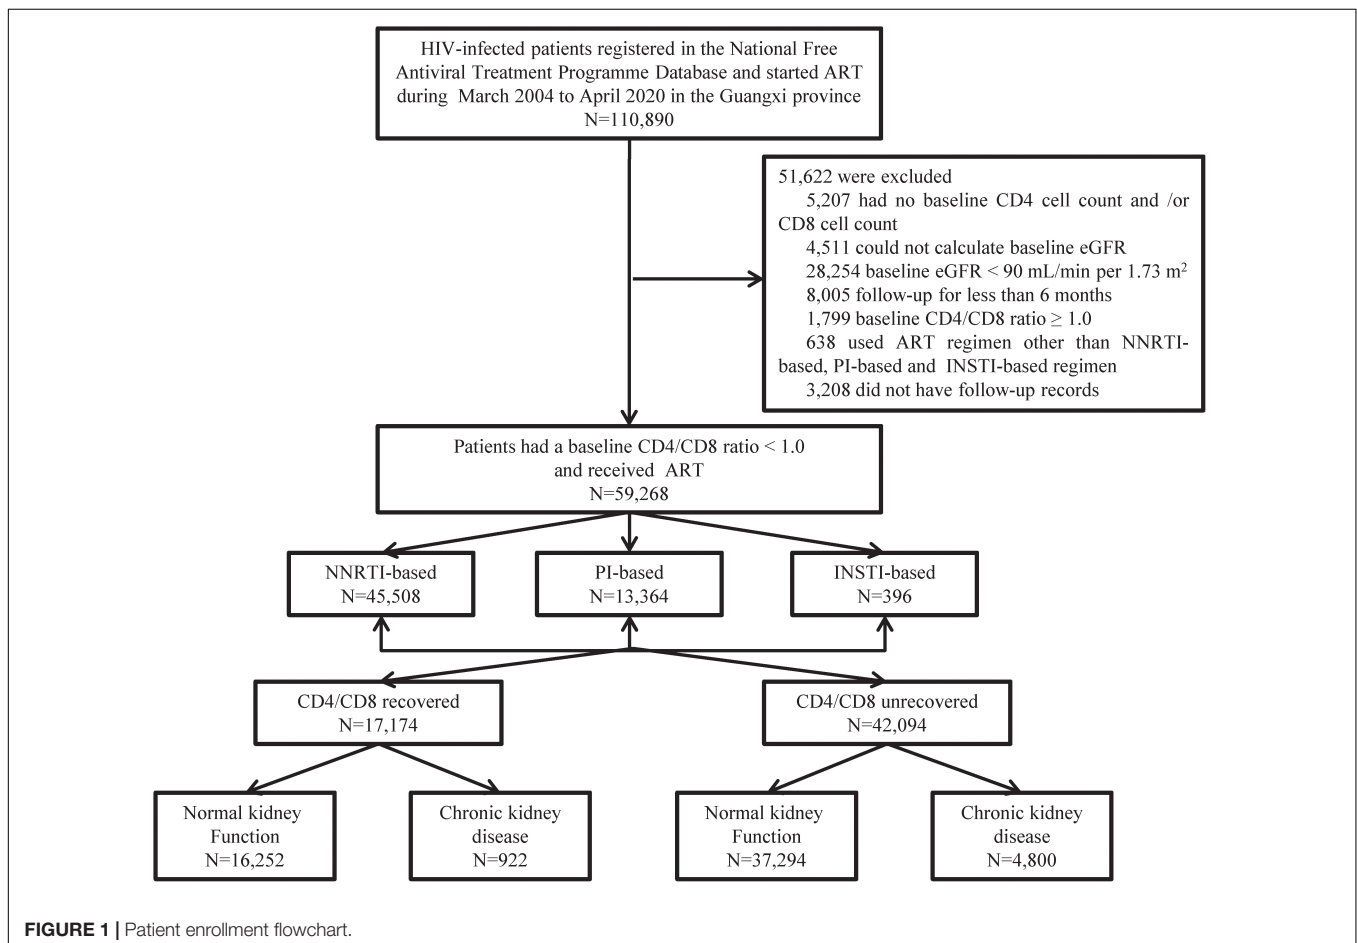 HIV-infected patients registered in the National Free
Antiviral Treatment Programme Database and started ART
during March 2004 to April 2020 in the Guangxi province
N=110,890
51,622 were excluded
5,207 had no baseline CD4 cell count and /or
CD8 cell count
4,511 could not calculate baseline eGFR
28,254 baseline eGFR < 90 mL/min per 1.73 m²
8,005 follow-up for less than 6 months
1,799 baseline CD4/CD8 ratio ≥ 1.0
638 used ART regimen other than NNRTI-
based, PI-based and INSTI-based regimen
3,208 did not have follow-up records
Patients had a baseline CD4/CD8 ratio < 1.0
and received ART
N=59,268
NNRTI-based
N=45,508
PI-based
N=13,364
INSTI-based
N=396
CD4/CD8 recovered
N=17,174
CD4/CD8 unrecovered
N=42,094
Normal kidney
Function
N=16,252
Chronic kidney
disease
N=922
Normal kidney
Function
N=37,294
Chronic kidney
disease
N=4,800
FIGURE 1 | Patient enrollment flowchart.